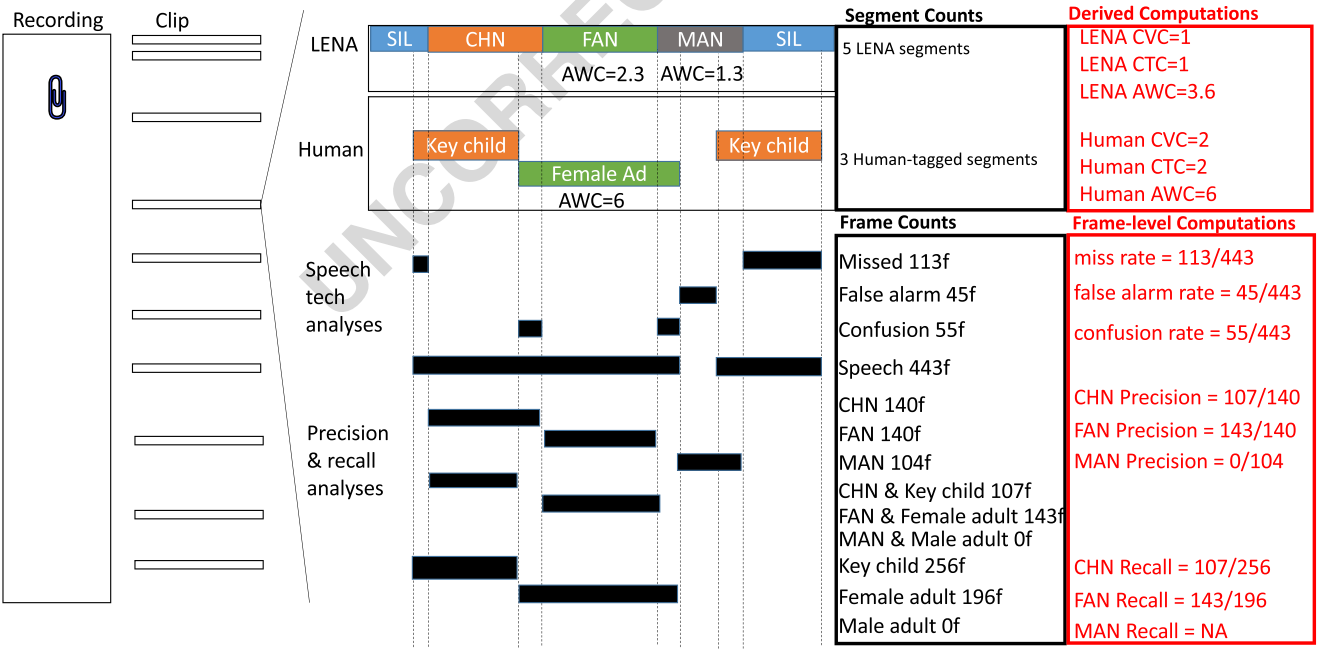 Recording
Clip
LENA
SIL
CHN
FAN
MAN
SIL
AWC=2.3
AWC=1.3
Human
Key child
Key child
Female Ad
AWC=6
Segment Counts
5 LENA segments
3 Human-tagged segments
Derived Computations
LENA CVC=1
LENA CTC=1
LENA AWC=3.6
Human CVC=2
Human CTC=2
Human AWC=6
Speech
tech
analyses
Precision
& recall
analyses
Frame Counts
Missed 113f
False alarm 45f
Confusion 55f
Speech 443f
CHN 140f
FAN 140f
MAN 104f
CHN & Key child 107f
FAN & Female adult 143f
MAN & Male adult 0f
Key child 256f
Female adult 196f
Male adult 0f
Frame-level Computations
miss rate = 113/443
false alarm rate = 45/443
confusion rate = 55/443
CHN Precision = 107/140
FAN Precision = 143/140
MAN Precision = 0/104
CHN Recall = 107/256
FAN Recall = 143/196
MAN Recall = NA
UNCORREC